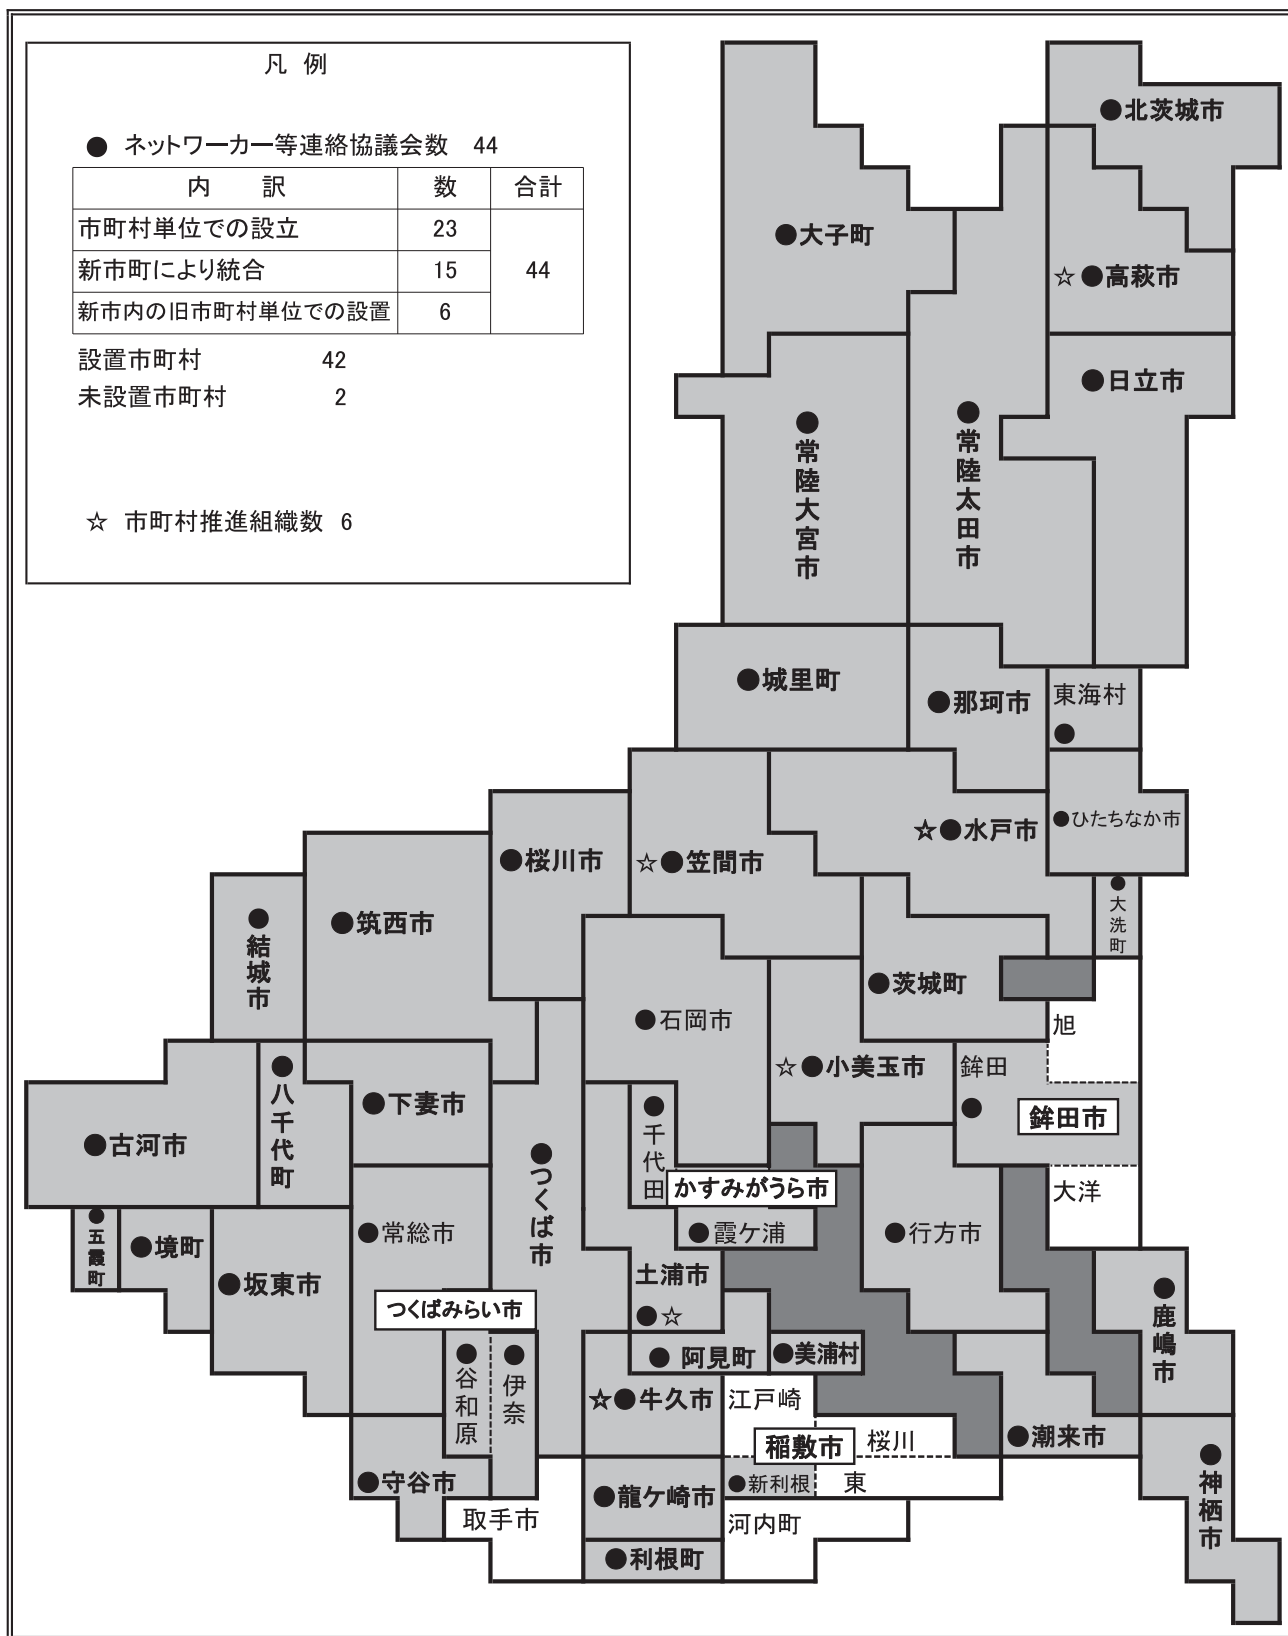 凡 例
● ネットワーカー等連絡協議会数 44
内 訳 数 合計
市町村単位での設立 23
新市町により統合 15 44
新市内の旧市町村単位での設置 6
設置市町村 42
未設置市町村 2
☆ 市町村推進組織数 6
●北茨城市
●大子町
☆●高萩市
●日立市
●常陸大宮市
●常陸太田市
●城里町
●那珂市
東海村
●
☆●水戸市
●ひたちなか市
●桜川市
☆●笠間市
●大洗町
●筑西市
●結城市
●茨城町
●石岡市
旭
☆●小美玉市
鉾田
●
鉾田市
●八千代町
●下妻市
●古河市
●千代田
●つくば市
かすみがうら市
大洋
●霞ケ浦
●五霞町
●境町
●常総市
●行方市
●坂東市
土浦市
●☆
つくばみらい市
●鹿嶋市
●谷和原
●伊奈
●阿見町
●美浦村
☆●牛久市
江戸崎
稲敷市
桜川
●潮来市
●守谷市
●龍ケ崎市
●新利根
東
●神栖市
取手市
河内町
●利根町